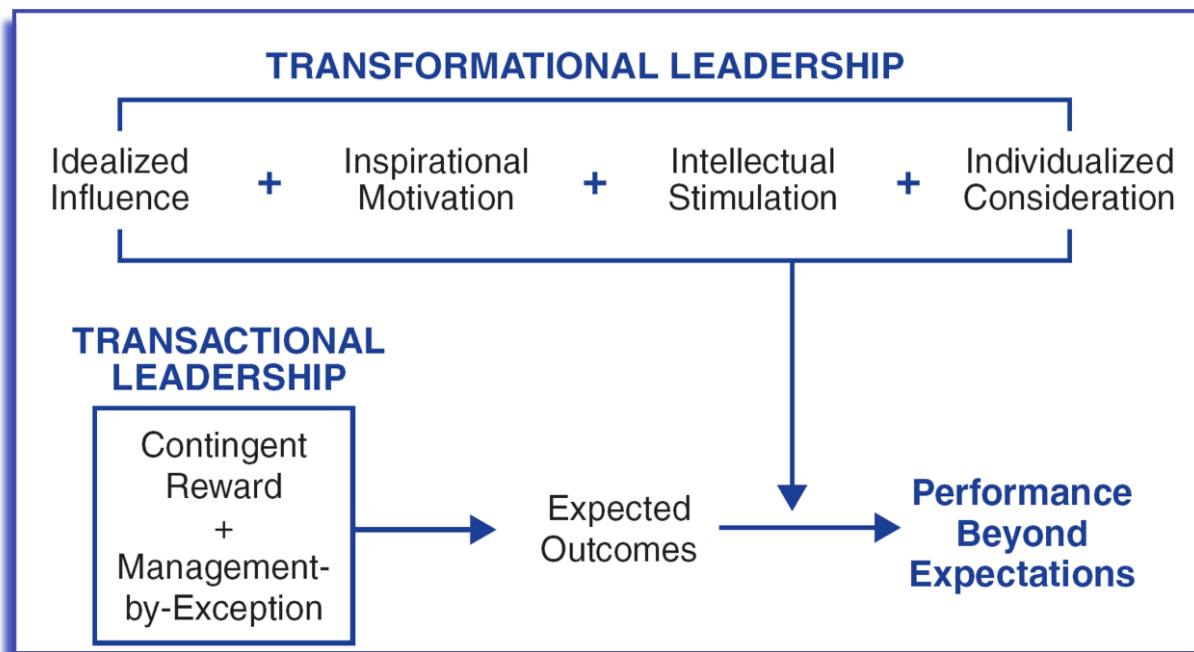 TRANSFORMATIONAL LEADERSHIP
Idealized
Influence
+
Inspirational
Motivation
+
Intellectual
Stimulation
+
Individualized
Consideration
TRANSACTIONAL
LEADERSHIP
Contingent
Reward
+
Management-
by-Exception
Expected
Outcomes
Performance
Beyond
Expectations